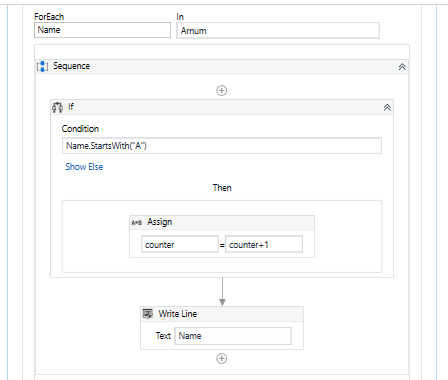 ForEach In
Name Arnum
Sequence
If
Condition
Name.StartsWith("A")
Show Else
Then
A+B Assign
counter = counter+1
Write Line
Text Name